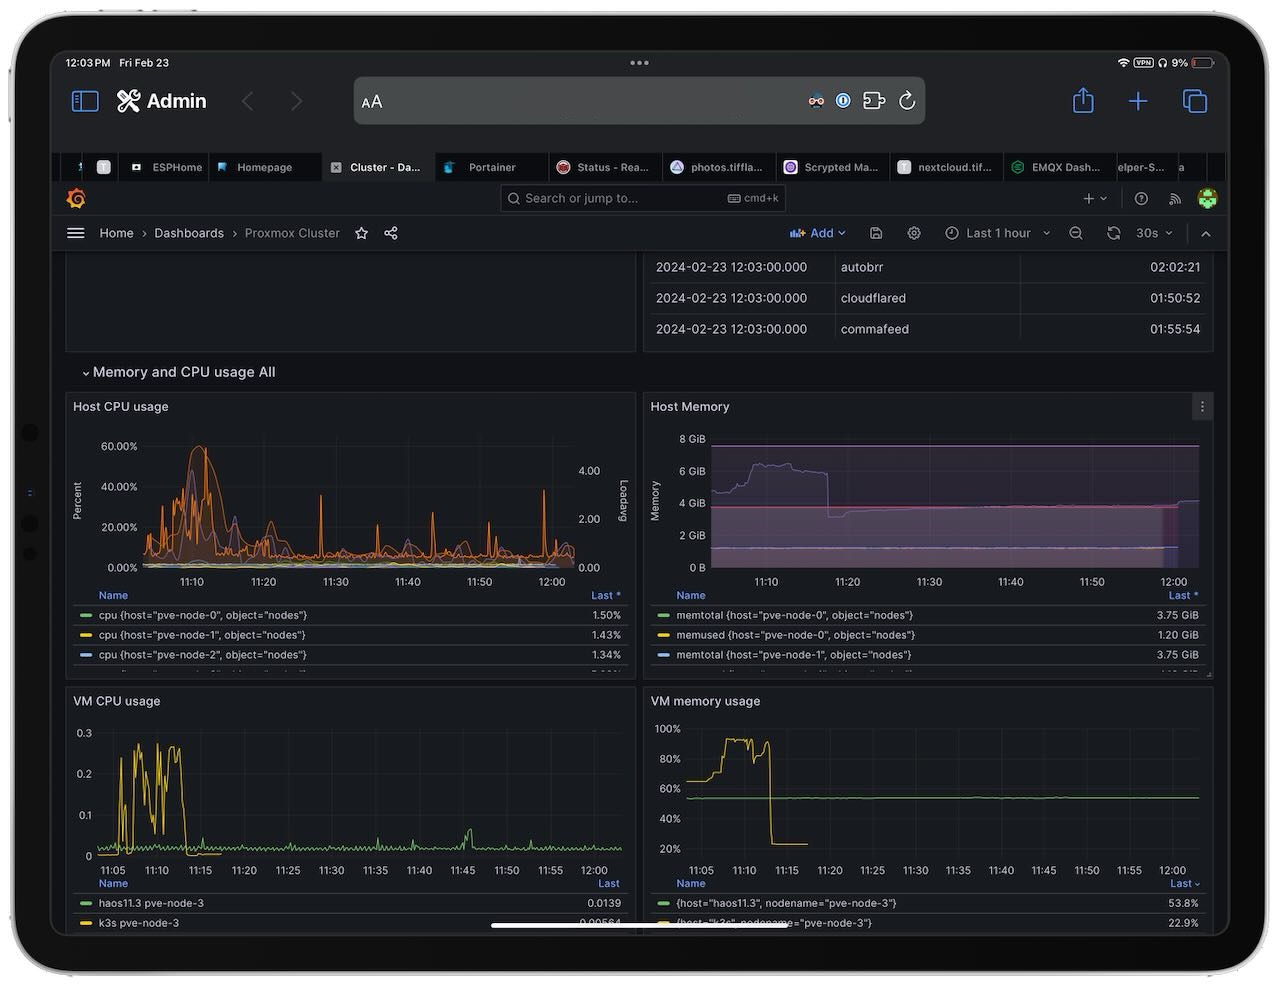 12:03 PM Fri Feb 23
VPN 9%
Admin
AA
T ESPHome Homepage Cluster - Da... Portainer Status - Rea... photos.tiffla... Scrypted Ma... T nextcloud.tif... EMQX Dash... elper-S... a
Search or jump to... cmd+k
Home › Dashboards › Proxmox Cluster
Add Last 1 hour 30s
2024-02-23 12:03:00.000 autobrr 02:02:21
2024-02-23 12:03:00.000 cloudflared 01:50:52
2024-02-23 12:03:00.000 commafeed 01:55:54
Memory and CPU usage All
Host CPU usage
60.00%
40.00%
20.00%
0.00%
Percent
4.00
2.00
0.00
Loadavg
11:10 11:20 11:30 11:40 11:50 12:00
Name Last *
cpu {host="pve-node-0", object="nodes"} 1.50%
cpu {host="pve-node-1", object="nodes"} 1.43%
cpu {host="pve-node-2", object="nodes"} 1.34%
Host Memory
8 GiB
6 GiB
4 GiB
2 GiB
0 B
Memory
11:10 11:20 11:30 11:40 11:50 12:00
Name Last *
memtotal {host="pve-node-0", object="nodes"} 3.75 GiB
memused {host="pve-node-0", object="nodes"} 1.20 GiB
memtotal {host="pve-node-1", object="nodes"} 3.75 GiB
VM CPU usage
0.3
0.2
0.1
0
11:05 11:10 11:15 11:20 11:25 11:30 11:35 11:40 11:45 11:50 11:55 12:00
Name Last
haos11.3 pve-node-3 0.0139
k3s pve-node-3 0.00564
VM memory usage
100%
80%
60%
40%
20%
11:05 11:10 11:15 11:20 11:25 11:30 11:35 11:40 11:45 11:50 11:55 12:00
Name Last
{host="haos11.3", nodename="pve-node-3"} 53.8%
{host="k3s", nodename="pve-node-3"} 22.9%